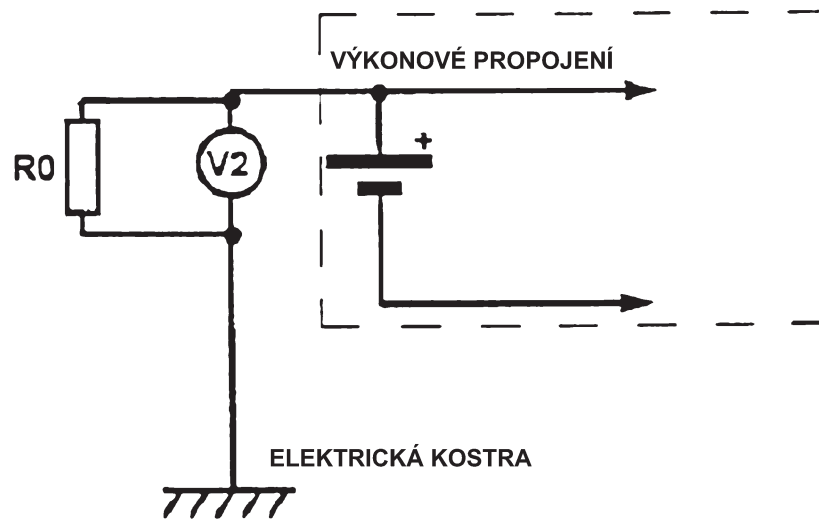 VÝKONOVÉ PROPOJENÍ
+
R0
V2
ELEKTRICKÁ KOSTRA